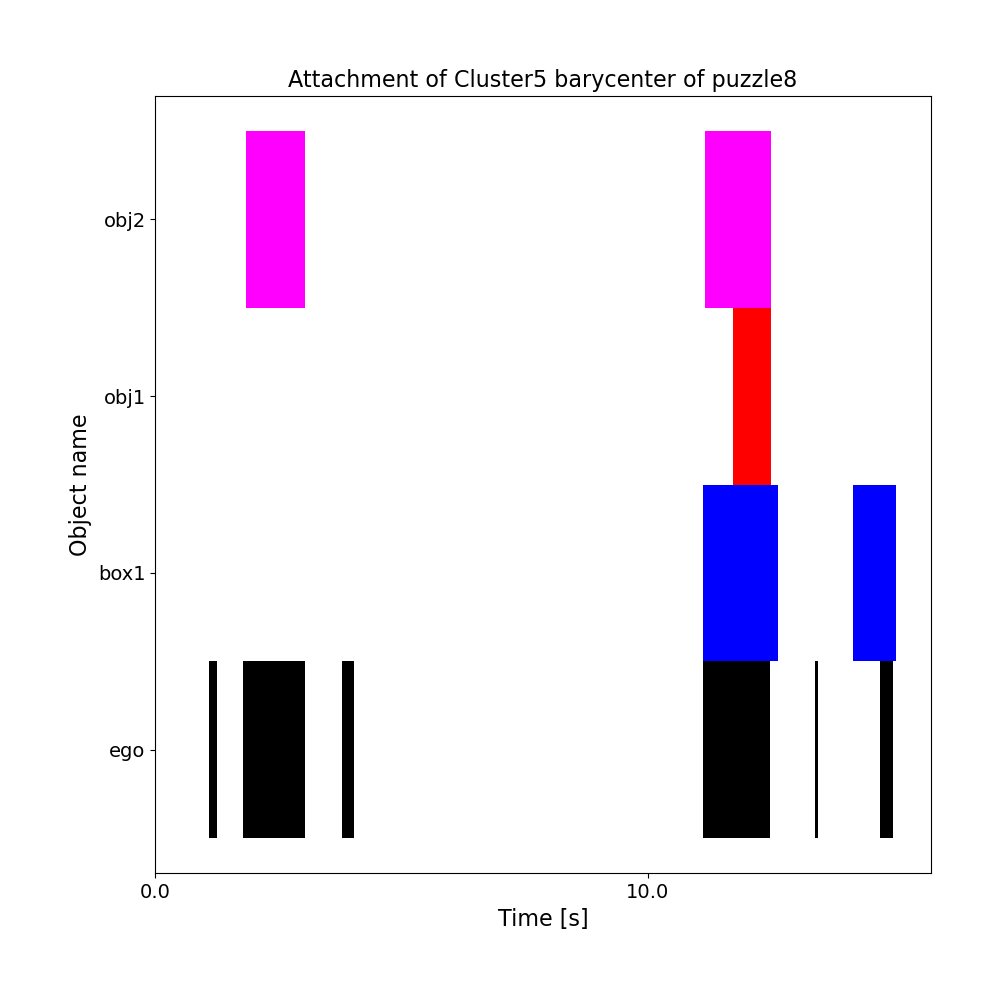 Attachment of Cluster5 barycenter of puzzle8
obj2
obj1
box1
ego
Object name
0.0
10.0
Time [s]